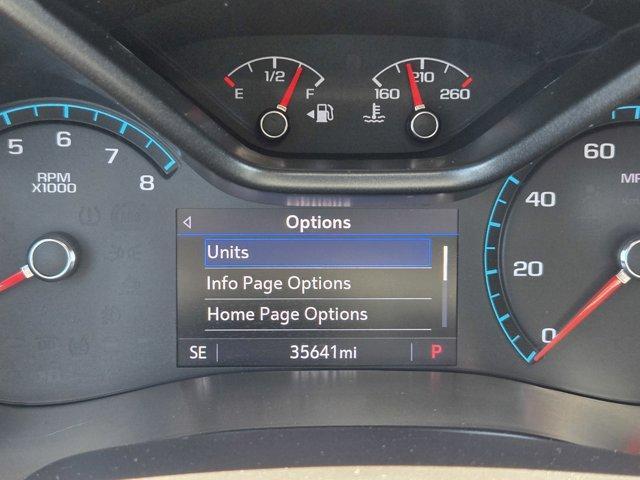 1/2
E
F
160
210
260
5
6
7
8
RPM
X1000
Options
Units
Info Page Options
Home Page Options
SE 35641mi P
60
40
20
0